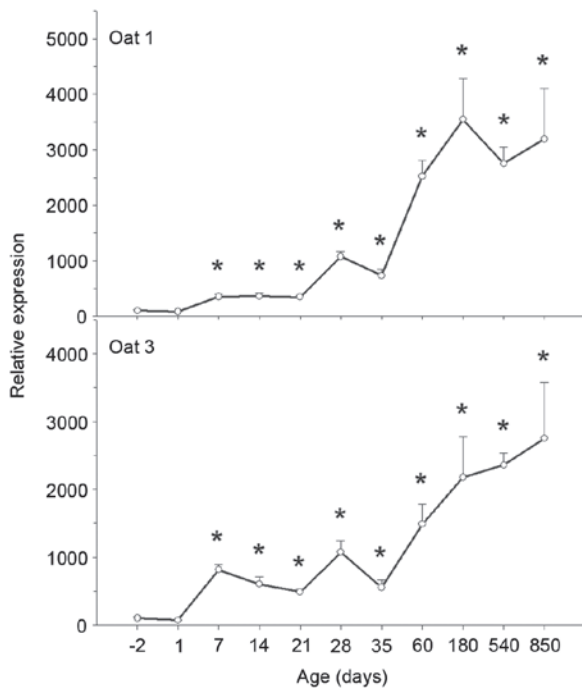 Oat 1
5000
4000
3000
2000
1000
0
* * * * * * * * *
Oat 3
4000
3000
2000
1000
0
* * * * * * * * *
Relative expression
-2 1 7 14 21 28 35 60 180 540 850
Age (days)